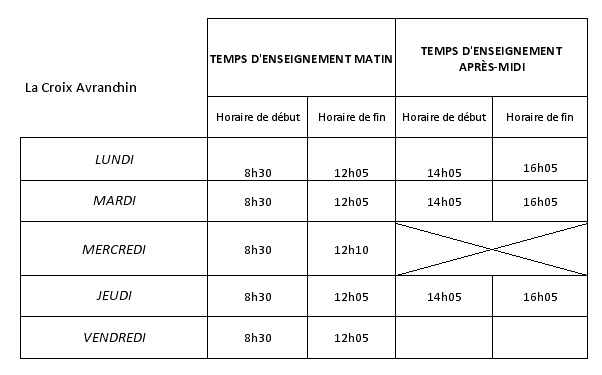 TEMPS D'ENSEIGNEMENT MATIN
TEMPS D'ENSEIGNEMENT
APRÈS-MIDI
La Croix Avranchin
Horaire de début Horaire de fin Horaire de début Horaire de fin
LUNDI 8h30 12h05 14h05 16h05
MARDI 8h30 12h05 14h05 16h05
MERCREDI 8h30 12h10
JEUDI 8h30 12h05 14h05 16h05
VENDREDI 8h30 12h05